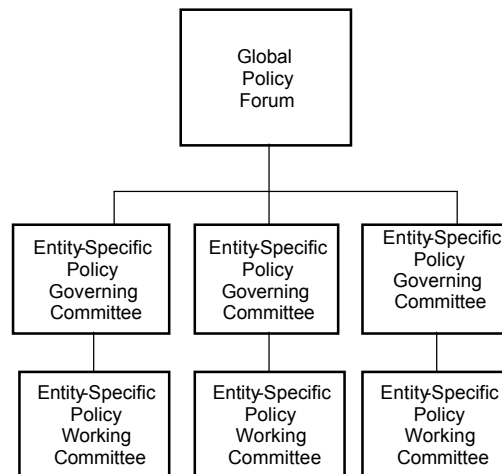 Global
Policy
Forum
Entity-Specific
Policy
Governing
Committee
Entity-Specific
Policy
Governing
Committee
Entity-Specific
Policy
Governing
Committee
Entity-Specific
Policy
Working
Committee
Entity-Specific
Policy
Working
Committee
Entity-Specific
Policy
Working
Committee